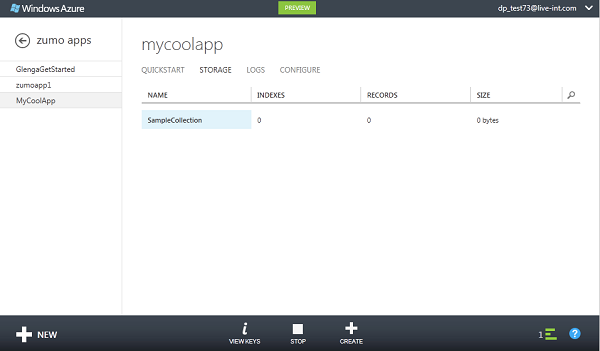 Windows Azure
PREVIEW
dp_test73@live-int.com
zumo apps
GlengaGetStarted
zumoapp1
MyCoolApp
mycoolapp
QUICKSTART STORAGE LOGS CONFIGURE
NAME INDEXES RECORDS SIZE
SampleCollection 0 0 0 bytes
NEW
VIEW KEYS
STOP
CREATE
1
?